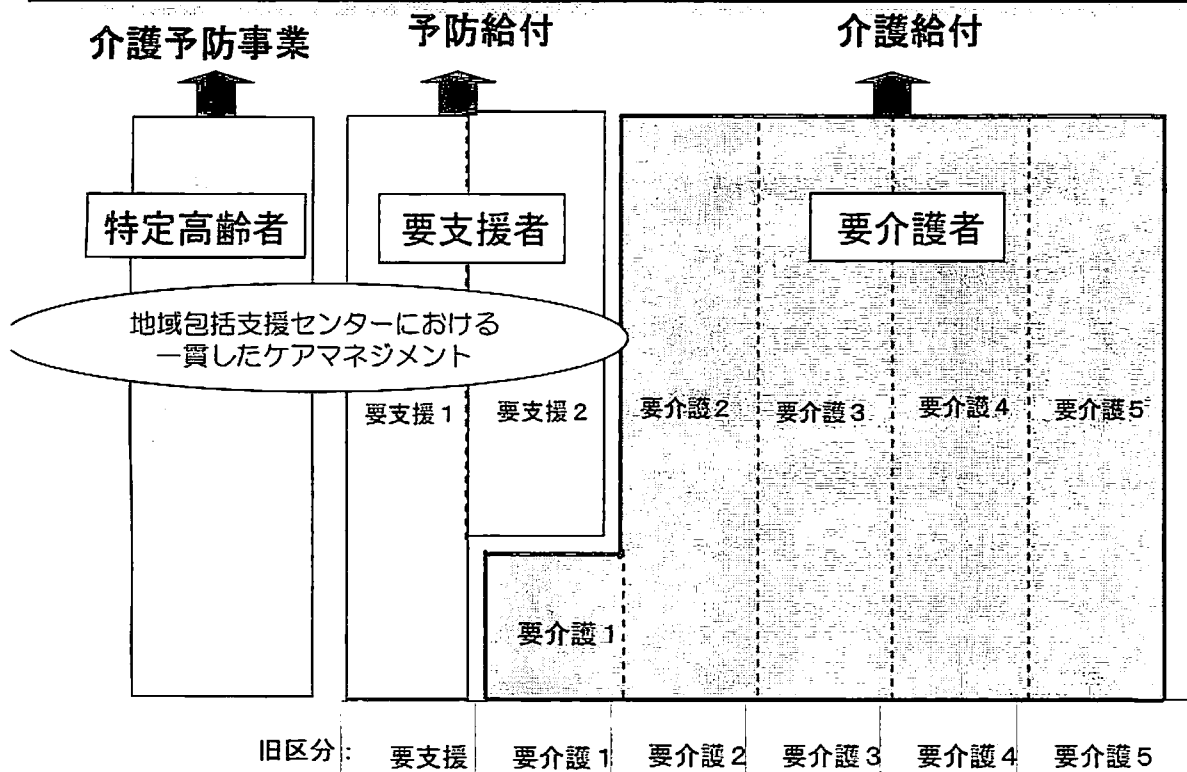 介護予防事業
予防給付
介護給付
特定高齢者
要支援者
要介護者
地域包括支援センターにおける
一貫したケアマネジメント
要支援1
要支援2
要介護2
要介護3
要介護4
要介護5
要介護1
旧区分:
要支援
要介護1
要介護2
要介護3
要介護4
要介護5